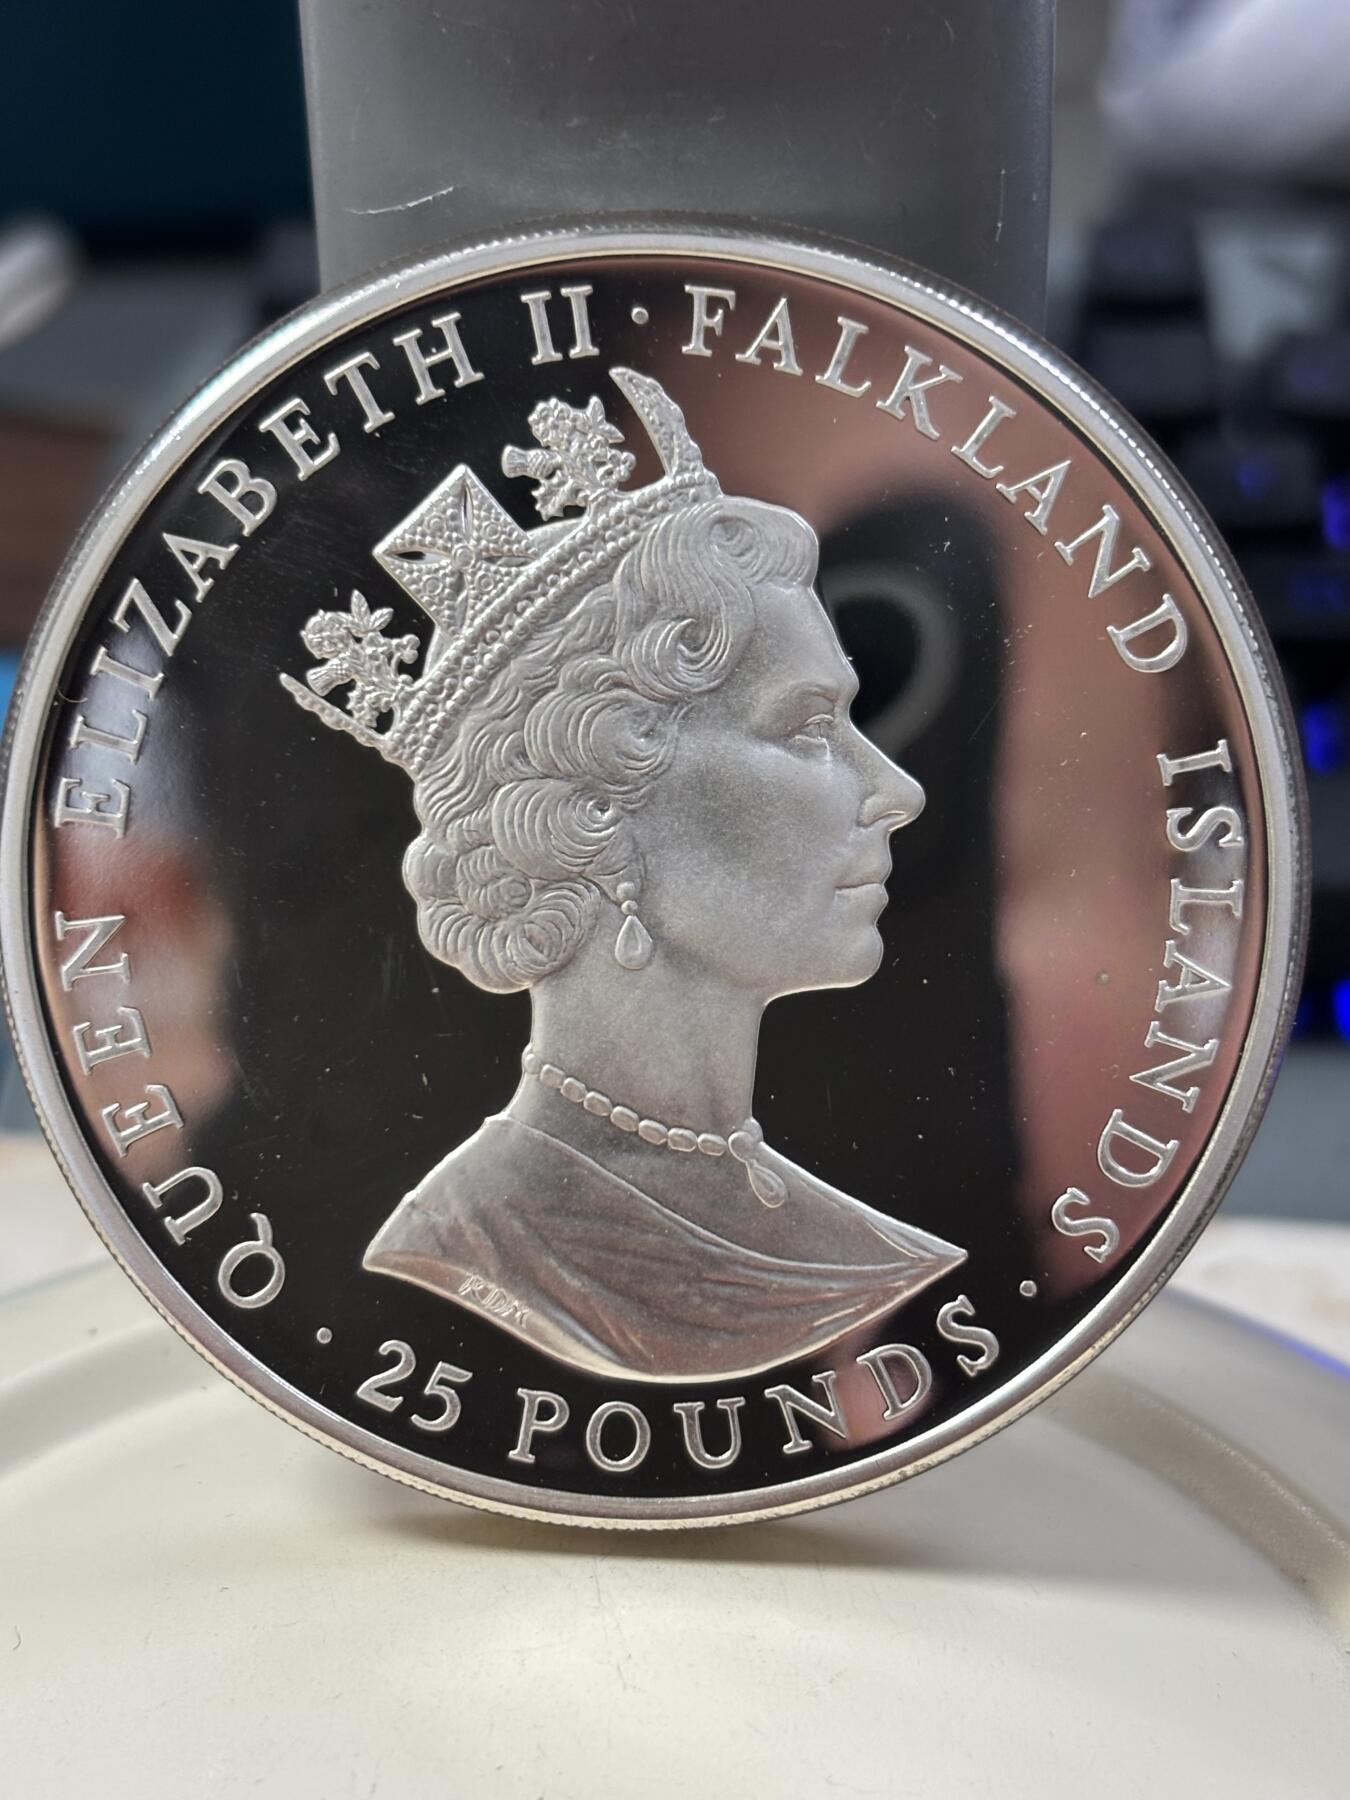 QUEEN ELIZABETH II · FALKLAND ISLANDS
· 25 POUNDS ·
RDM